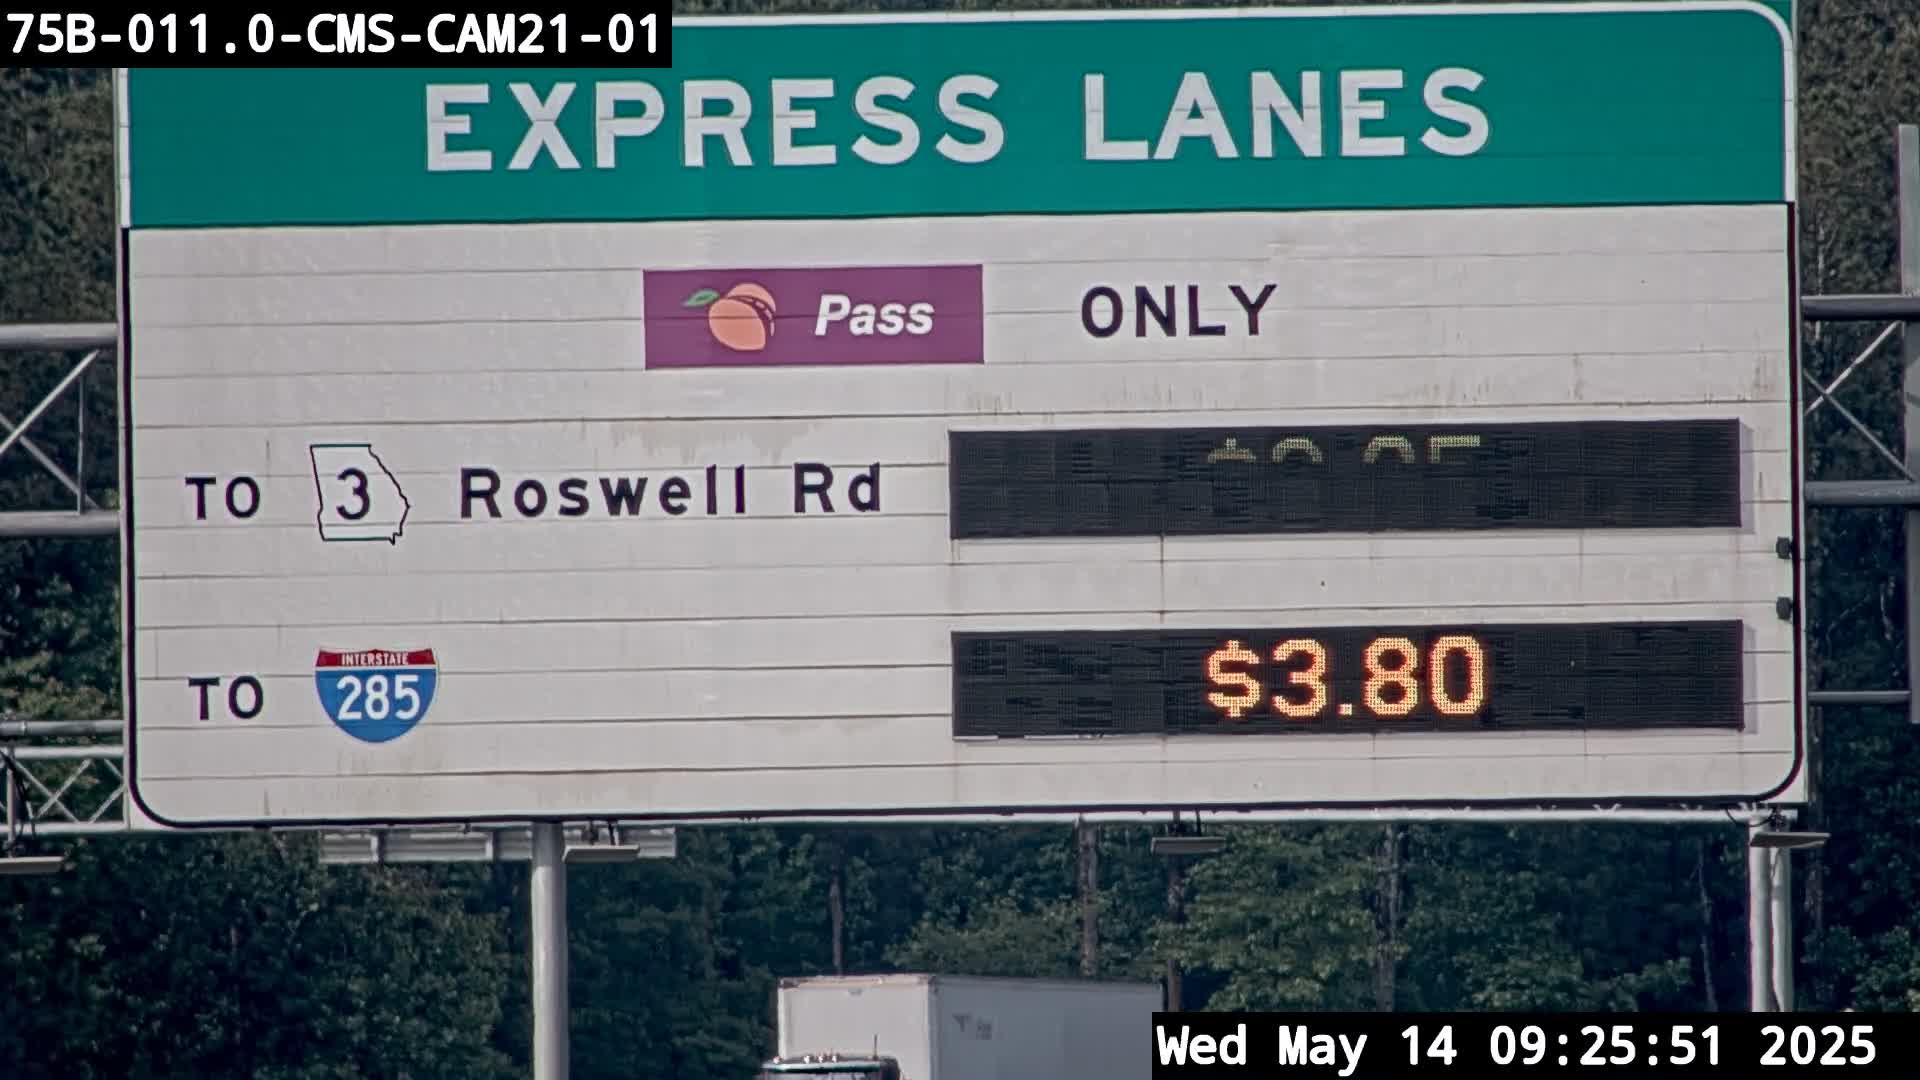 75B-011.0-CMS-CAM21-01
EXPRESS LANES
Pass ONLY
TO 3 Roswell Rd
TO INTERSTATE 285 $3.80
Wed May 14 09:25:51 2025